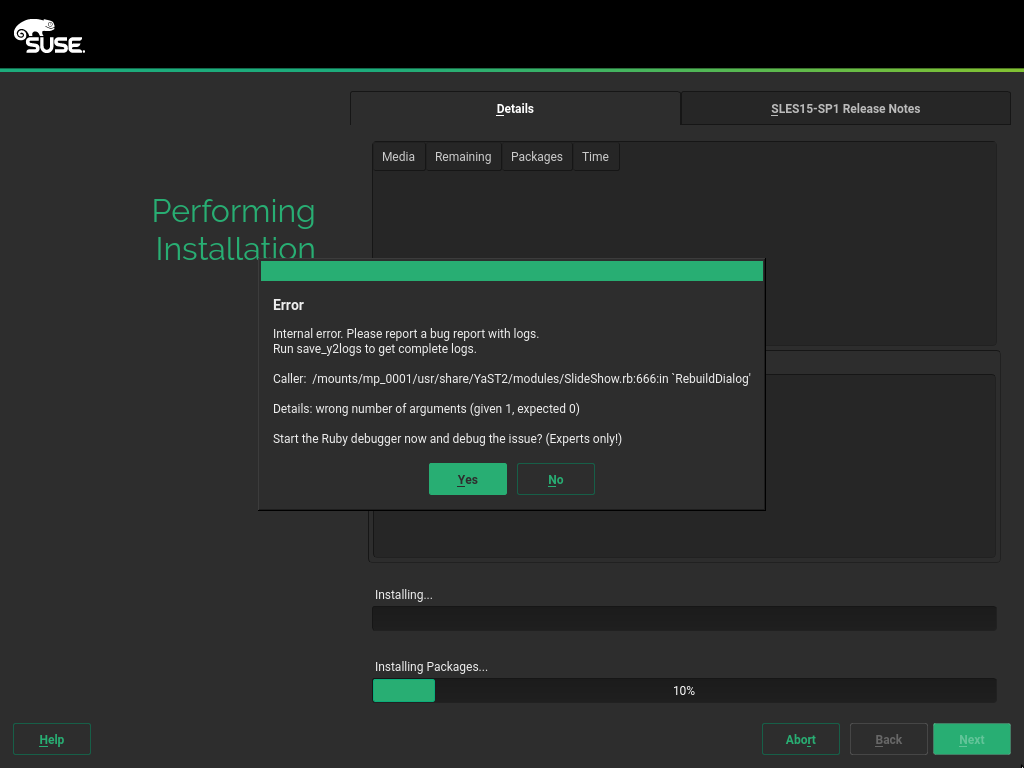 SUSE.
Details
SLES15-SP1 Release Notes
Media Remaining Packages Time
Performing
Installation
Error
Internal error. Please report a bug report with logs.
Run save_y2logs to get complete logs.
Caller:  /mounts/mp_0001/usr/share/YaST2/modules/SlideShow.rb:666:in `RebuildDialog'
Details: wrong number of arguments (given 1, expected 0)
Start the Ruby debugger now and debug the issue? (Experts only!)
Yes No
Installing...
Installing Packages...
10%
Help Abort Back Next